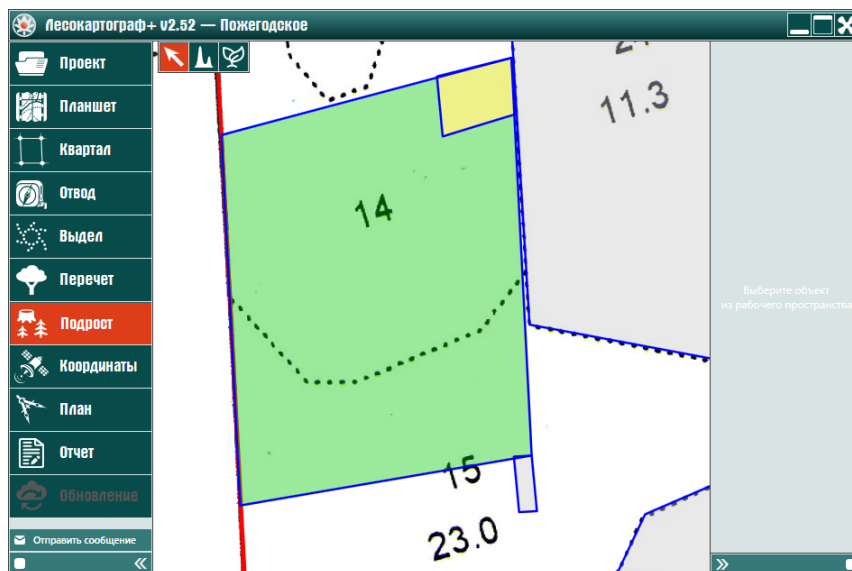 Лесокартограф+ v2.52 — Пожегодское
Проект
Планшет
Квартал
Отвод
Выдел
Перечет
Подрост
Координаты
План
Отчет
Обновление
Отправить сообщение
«
11.3
14
15
23.0
Выберите объект
из рабочего пространства
»